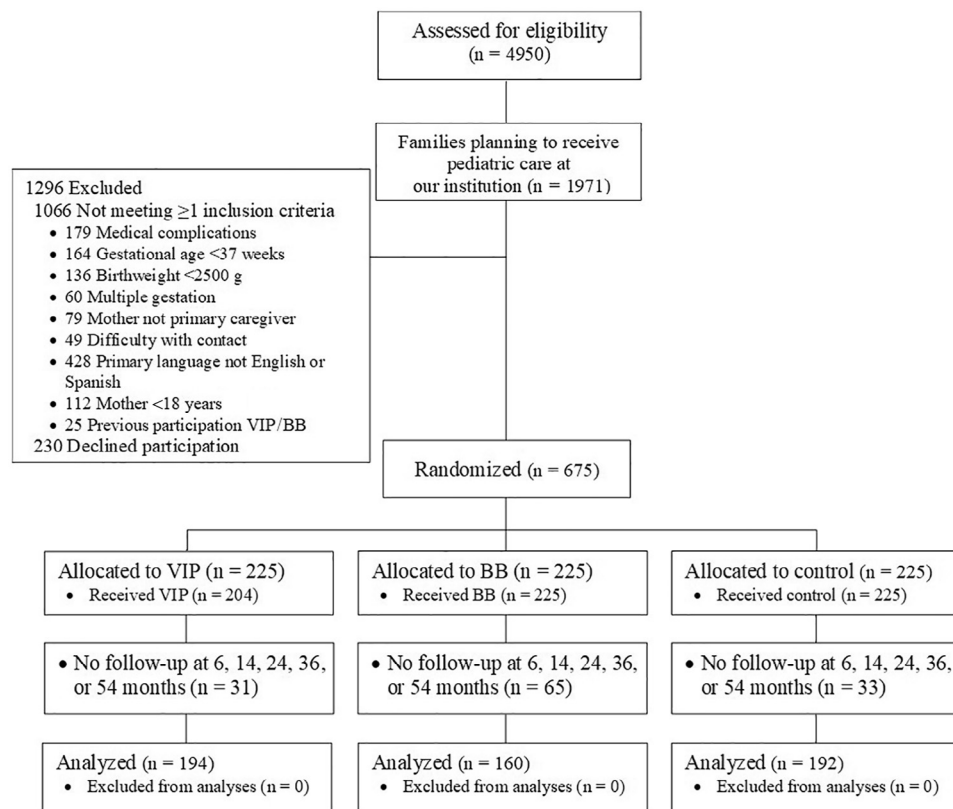 Assessed for eligibility
(n = 4950)
Families planning to receive
pediatric care at
our institution (n = 1971)
1296 Excluded
1066 Not meeting ≥1 inclusion criteria
• 179 Medical complications
• 164 Gestational age <37 weeks
• 136 Birthweight <2500 g
• 60 Multiple gestation
• 79 Mother not primary caregiver
• 49 Difficulty with contact
• 428 Primary language not English or
Spanish
• 112 Mother <18 years
• 25 Previous participation VIP/BB
230 Declined participation
Randomized (n = 675)
Allocated to VIP (n = 225)
• Received VIP (n = 204)
Allocated to BB (n = 225)
• Received BB (n = 225)
Allocated to control (n = 225)
• Received control (n = 225)
• No follow-up at 6, 14, 24, 36,
or 54 months (n = 31)
• No follow-up at 6, 14, 24, 36,
or 54 months (n = 65)
• No follow-up at 6, 14, 24, 36,
or 54 months (n = 33)
Analyzed (n = 194)
• Excluded from analyses (n = 0)
Analyzed (n = 160)
• Excluded from analyses (n = 0)
Analyzed (n = 192)
• Excluded from analyses (n = 0)